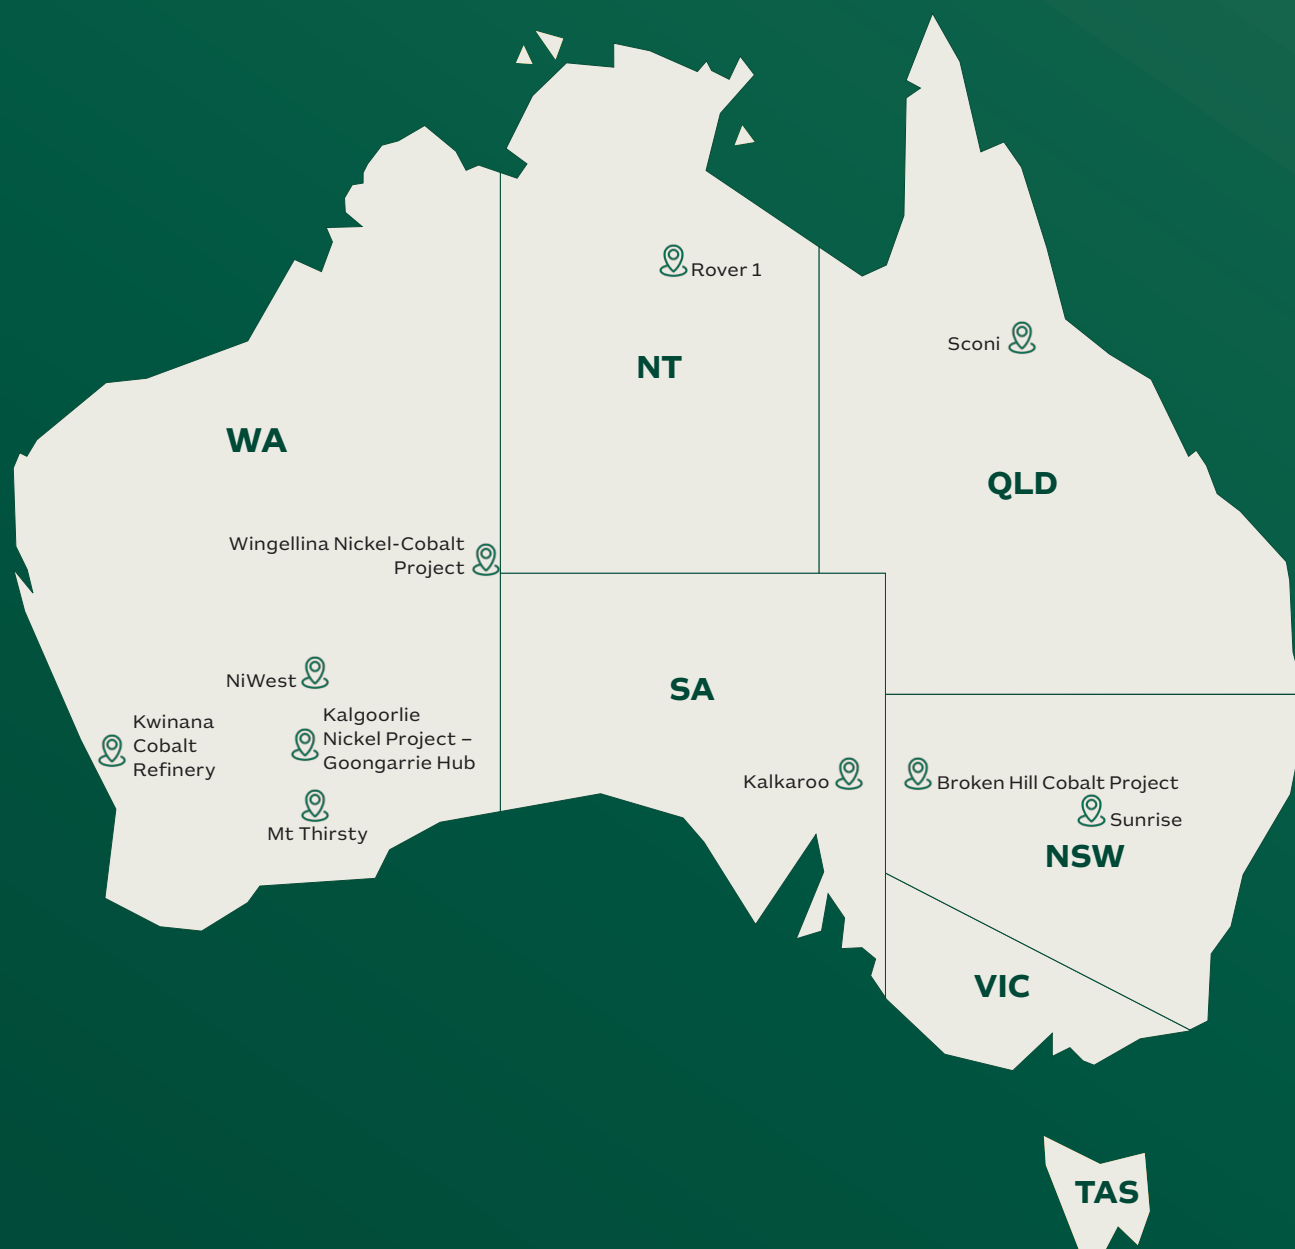 Rover 1
Sconi
NT
WA
QLD
Wingellina Nickel-Cobalt
Project
NiWest
SA
Kwinana
Cobalt
Refinery
Kalgoorlie
Nickel Project –
Goongarrie Hub
Kalkaroo
Broken Hill Cobalt Project
Sunrise
Mt Thirsty
NSW
VIC
TAS